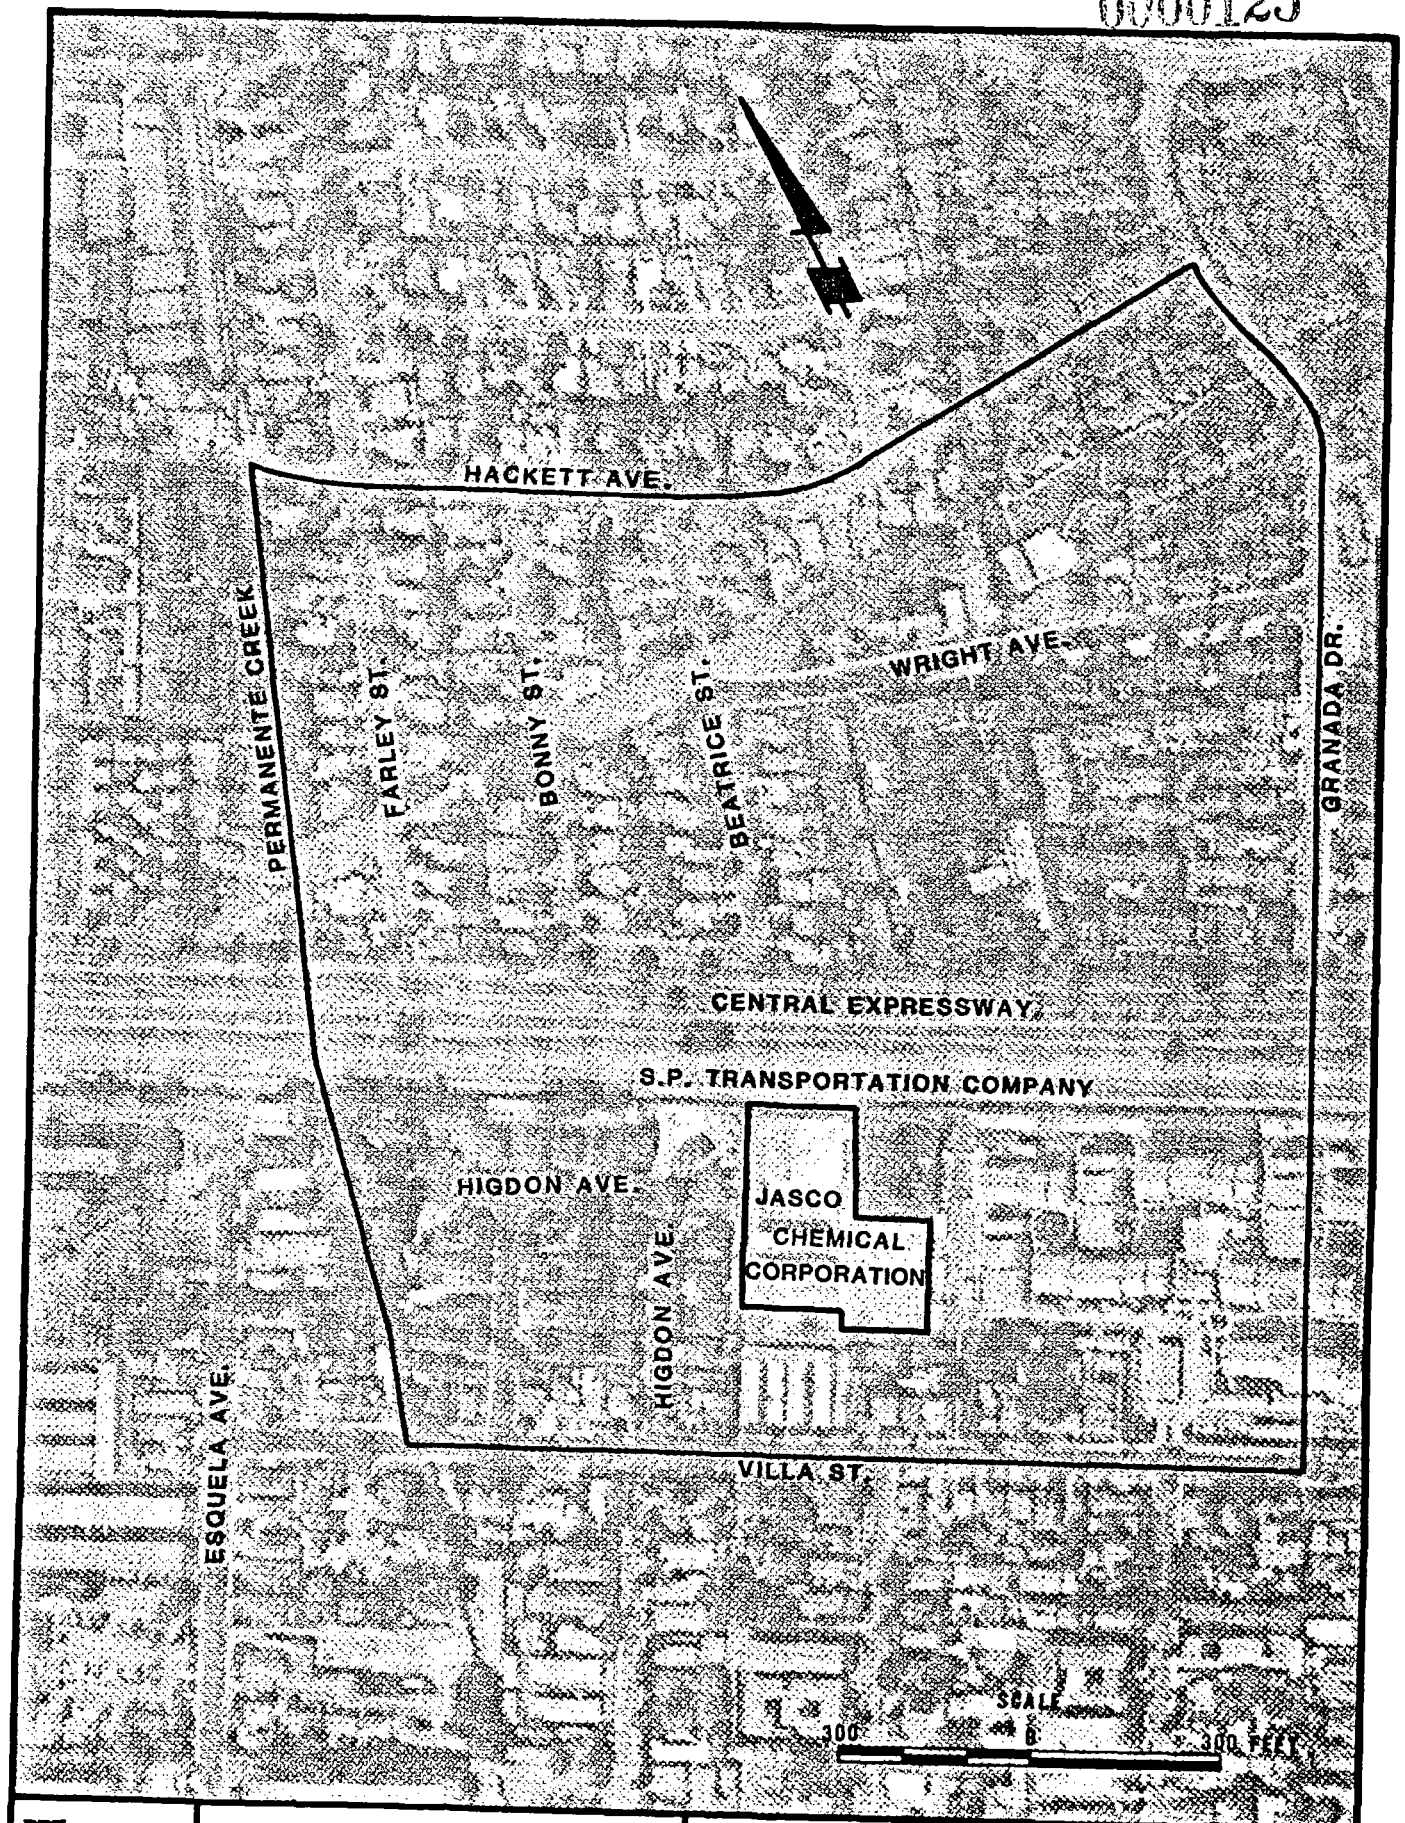 0000125
HACKETT AVE.
PERMANENTE CREEK
FARLEY ST.
BONNY ST.
BEATRICE ST.
WRIGHT AVE.
GRANADA DR.
CENTRAL EXPRESSWAY
S.P. TRANSPORTATION COMPANY
HIGDON AVE.
HIGDON AVE.
JASCO
CHEMICAL
CORPORATION
ESQUELA AVE.
VILLA ST.
SCALE
300 0 300 FEET